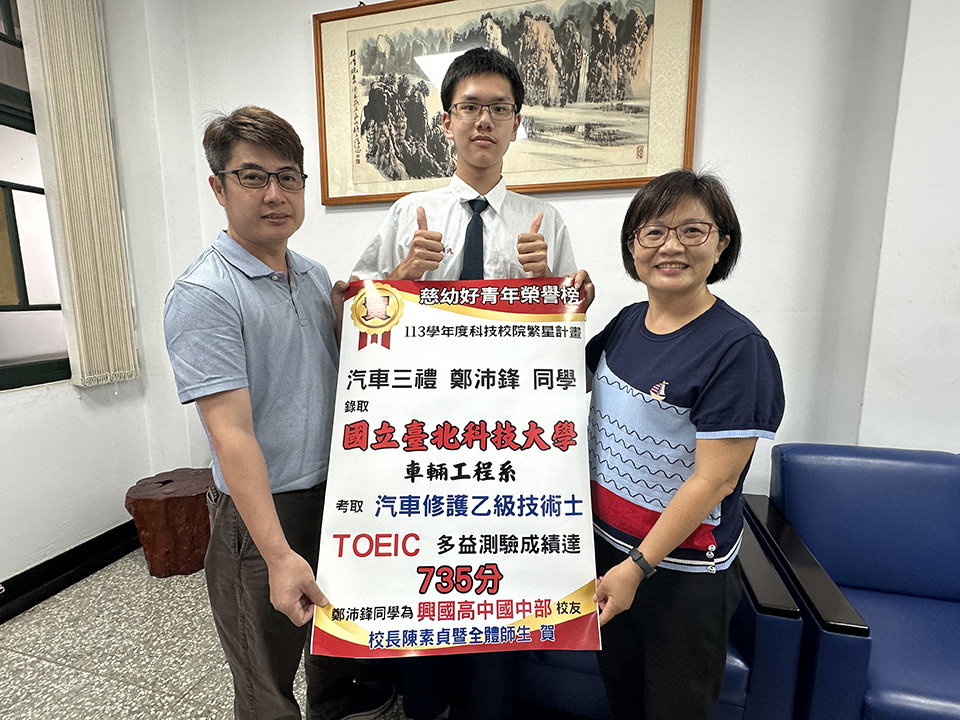 慈幼好青年榮譽榜
賀
113學年度科技校院繁星計畫
汽車三禮 鄭沛鋒 同學
錄取
國立臺北科技大學
車輛工程系
考取 汽車修護乙級技術士
TOEIC 多益測驗成績達
735分
鄭沛鋒同學為 興國高中國中部 校友
校長陳素貞暨全體師生 賀